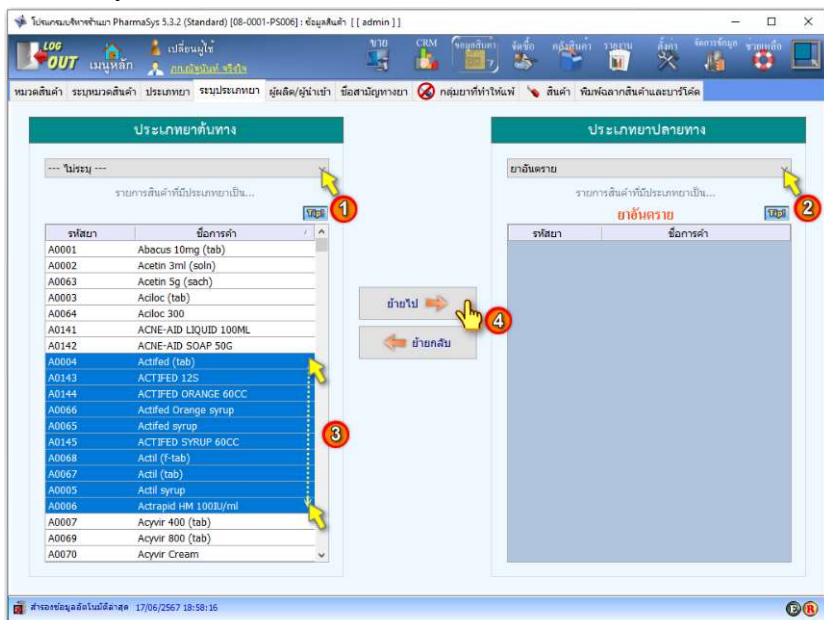 โปรแกรมบริหารร้านยา PharmaSys 5.3.2 (Standard) [08-0001-PS006] : ข้อมูลสินค้า [[ admin ]]
LOG OUT เมนูหลัก เปลี่ยนผู้ใช้ ขาย CRM ข้อมูลสินค้า จัดซื้อ คลังสินค้า รายงาน ตั้งค่า จัดการข้อมูล ช่วยเหลือ
หมวดสินค้า ระบุหมวดสินค้า ประเภทยา ระบุประเภทยา ผู้ผลิต/ผู้นำเข้า ชื่อสามัญทางยา กลุ่มยาที่ทำให้แพ้ สินค้า พิมพ์ฉลากสินค้าและบาร์โค้ด
ประเภทยาต้นทาง
--- ไม่ระบุ ---
รายการสินค้าที่มีประเภทยาเป็น...
1
รหัสยา ชื่อการค้า
A0001 Abacus 10mg (tab)
A0002 Acetin 3ml (soln)
A0063 Acetin 5g (sach)
A0003 Aciloc (tab)
A0064 Aciloc 300
A0141 ACNE-AID LIQUID 100ML
A0142 ACNE-AID SOAP 50G
A0004 Actifed (tab)
A0143 ACTIFED 12S
A0144 ACTIFED ORANGE 60CC
A0066 Actifed Orange syrup
A0065 Actifed syrup
A0145 ACTIFED SYRUP 60CC
A0068 Actil (f-tab)
A0067 Actil (tab)
A0005 Actil syrup
A0006 Actrapid HM 100IU/ml
A0007 Acyvir 400 (tab)
A0069 Acyvir 800 (tab)
A0070 Acyvir Cream
3
ย้ายไป
4
ย้ายกลับ
ประเภทยาปลายทาง
ยาอันตราย
รายการสินค้าที่มีประเภทยาเป็น...
ยาอันตราย
2
รหัสยา ชื่อการค้า
สำรองข้อมูลอัตโนมัติล่าสุด 17/06/2567 18:58:16
E R